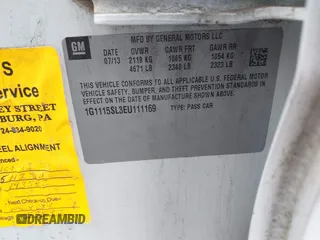 MFD BY GENERAL MOTORS LLC
GM
DATE GVWR GAWR FRT GAWR RR
07/13 2119 KG 1065 KG 1054 KG
4671 LB 2348 LB 2323 LB
THIS VEHICLE CONFORMS TO ALL APPLICABLE U.S. FEDERAL MOTOR
VEHICLE SAFETY, BUMPER, AND THEFT PREVENTION STANDARDS
IN EFFECT ON THE DATE OF MANUFACTURE SHOWN ABOVE.
1G1115SL3EU111169 TYPE: PASS CAR
S
ervice
EY STREET
BURG, PA
24-834-9020
EEL ALIGNMENT
DREAMBID